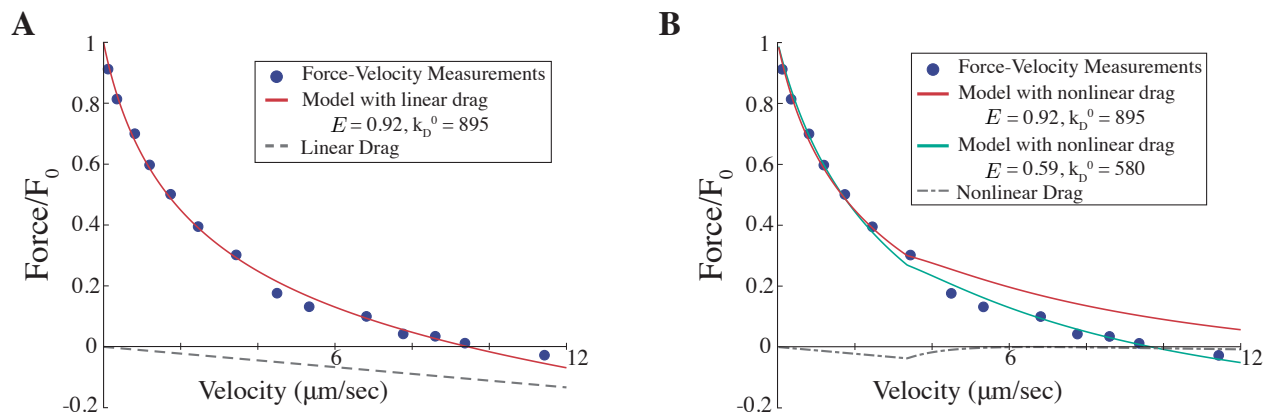 A
1
0.8
0.6
0.4
0.2
0
-0.2
Force/F₀
6
12
Velocity (μm/sec)
Force-Velocity Measurements
Model with linear drag
E = 0.92, k_D⁰ = 895
Linear Drag
B
1
0.8
0.6
0.4
0.2
0
-0.2
Force/F₀
6
12
Velocity (μm/sec)
Force-Velocity Measurements
Model with nonlinear drag
E = 0.92, k_D⁰ = 895
Model with nonlinear drag
E = 0.59, k_D⁰ = 580
Nonlinear Drag